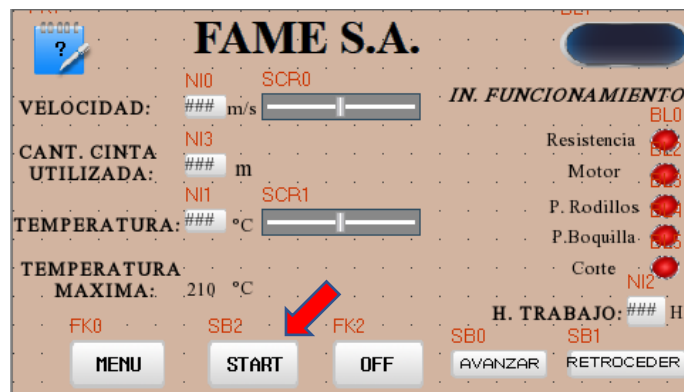 ?
FAME S.A.
NI0
SCR0
VELOCIDAD: ### m/s
IN. FUNCIONAMIENTO
BL0
NI3
Resistencia
CANT. CINTA
UTILIZADA: ### m
Motor
NI1
SCR1
P. Rodillos
TEMPERATURA: ### °C
P.Boquilla
TEMPERATURA
MAXIMA: 210 °C
Corte
NI2
H. TRABAJO: ### H
FK0
SB2
FK2
SB0
SB1
MENU
START
OFF
AVANZAR
RETROCEDER